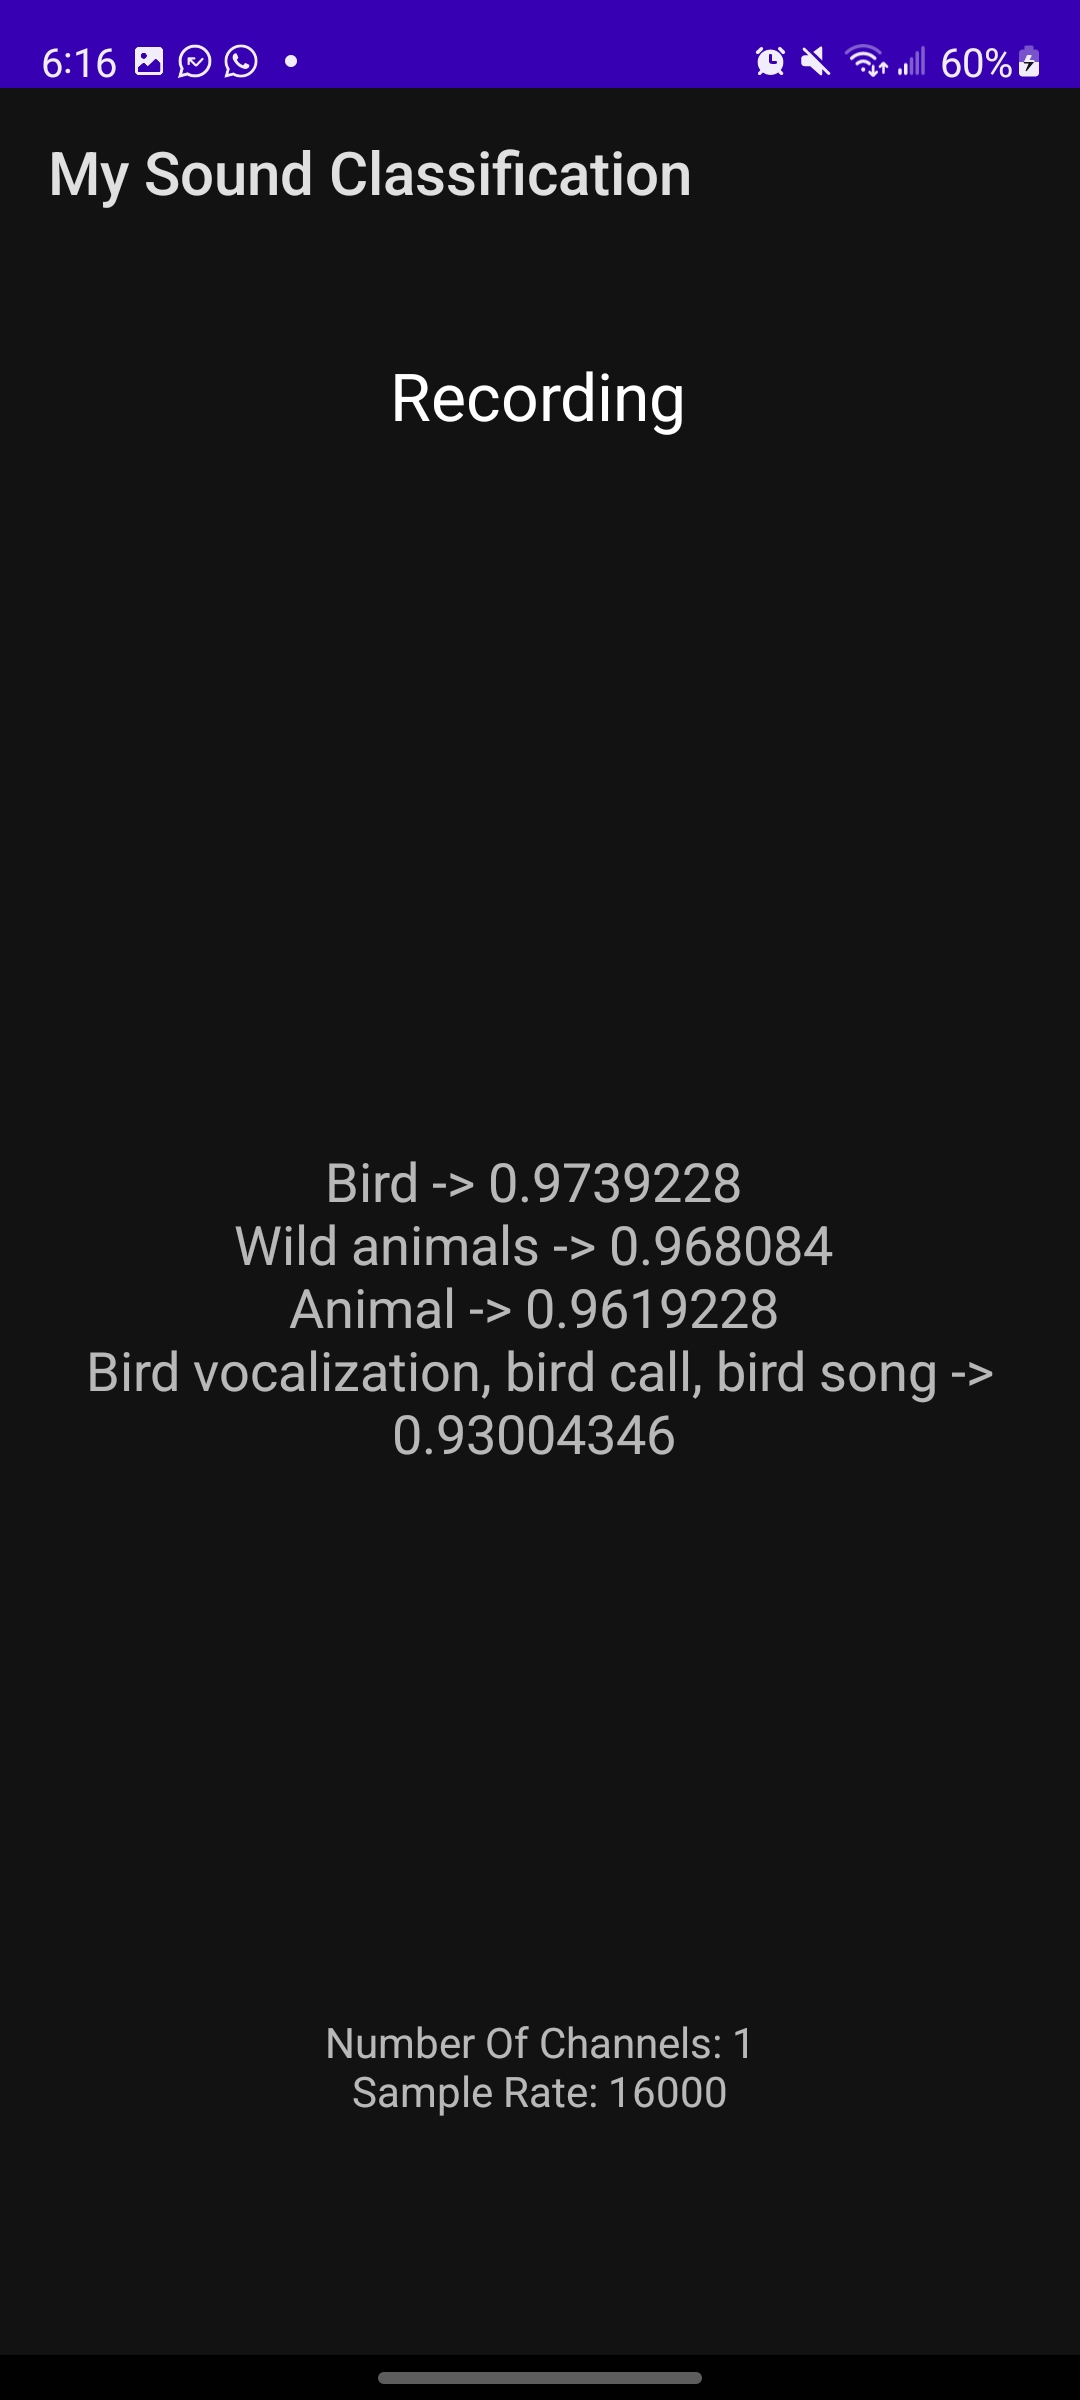 6:16 60%
My Sound Classification
Recording
Bird -> 0.9739228
Wild animals -> 0.968084
Animal -> 0.9619228
Bird vocalization, bird call, bird song ->
0.93004346
Number Of Channels: 1
Sample Rate: 16000